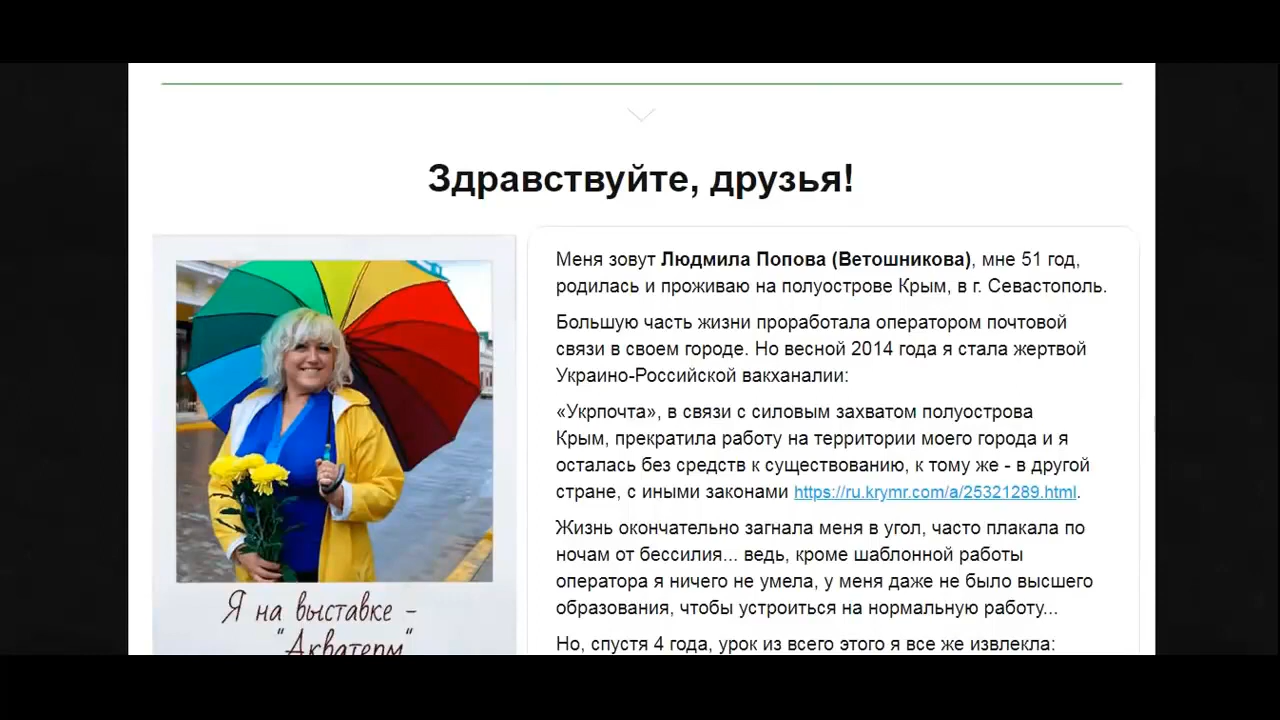 Здравствуйте, друзья!
Меня зовут Людмила Попова (Ветошникова), мне 51 год,
родилась и проживаю на полуострове Крым, в г. Севастополь.
Большую часть жизни проработала оператором почтовой
связи в своем городе. Но весной 2014 года я стала жертвой
Украино-Российской вакханалии:
«Укрпочта», в связи с силовым захватом полуострова
Крым, прекратила работу на территории моего города и я
осталась без средств к существованию, к тому же - в другой
стране, с иными законами https://ru.krymr.com/a/25321289.html.
Жизнь окончательно загнала меня в угол, часто плакала по
ночам от бессилия... ведь, кроме шаблонной работы
оператора я ничего не умела, у меня даже не было высшего
образования, чтобы устроиться на нормальную работу...
Но, спустя 4 года, урок из всего этого я все же извлекла:
Я на выставке -
"Акватерм"